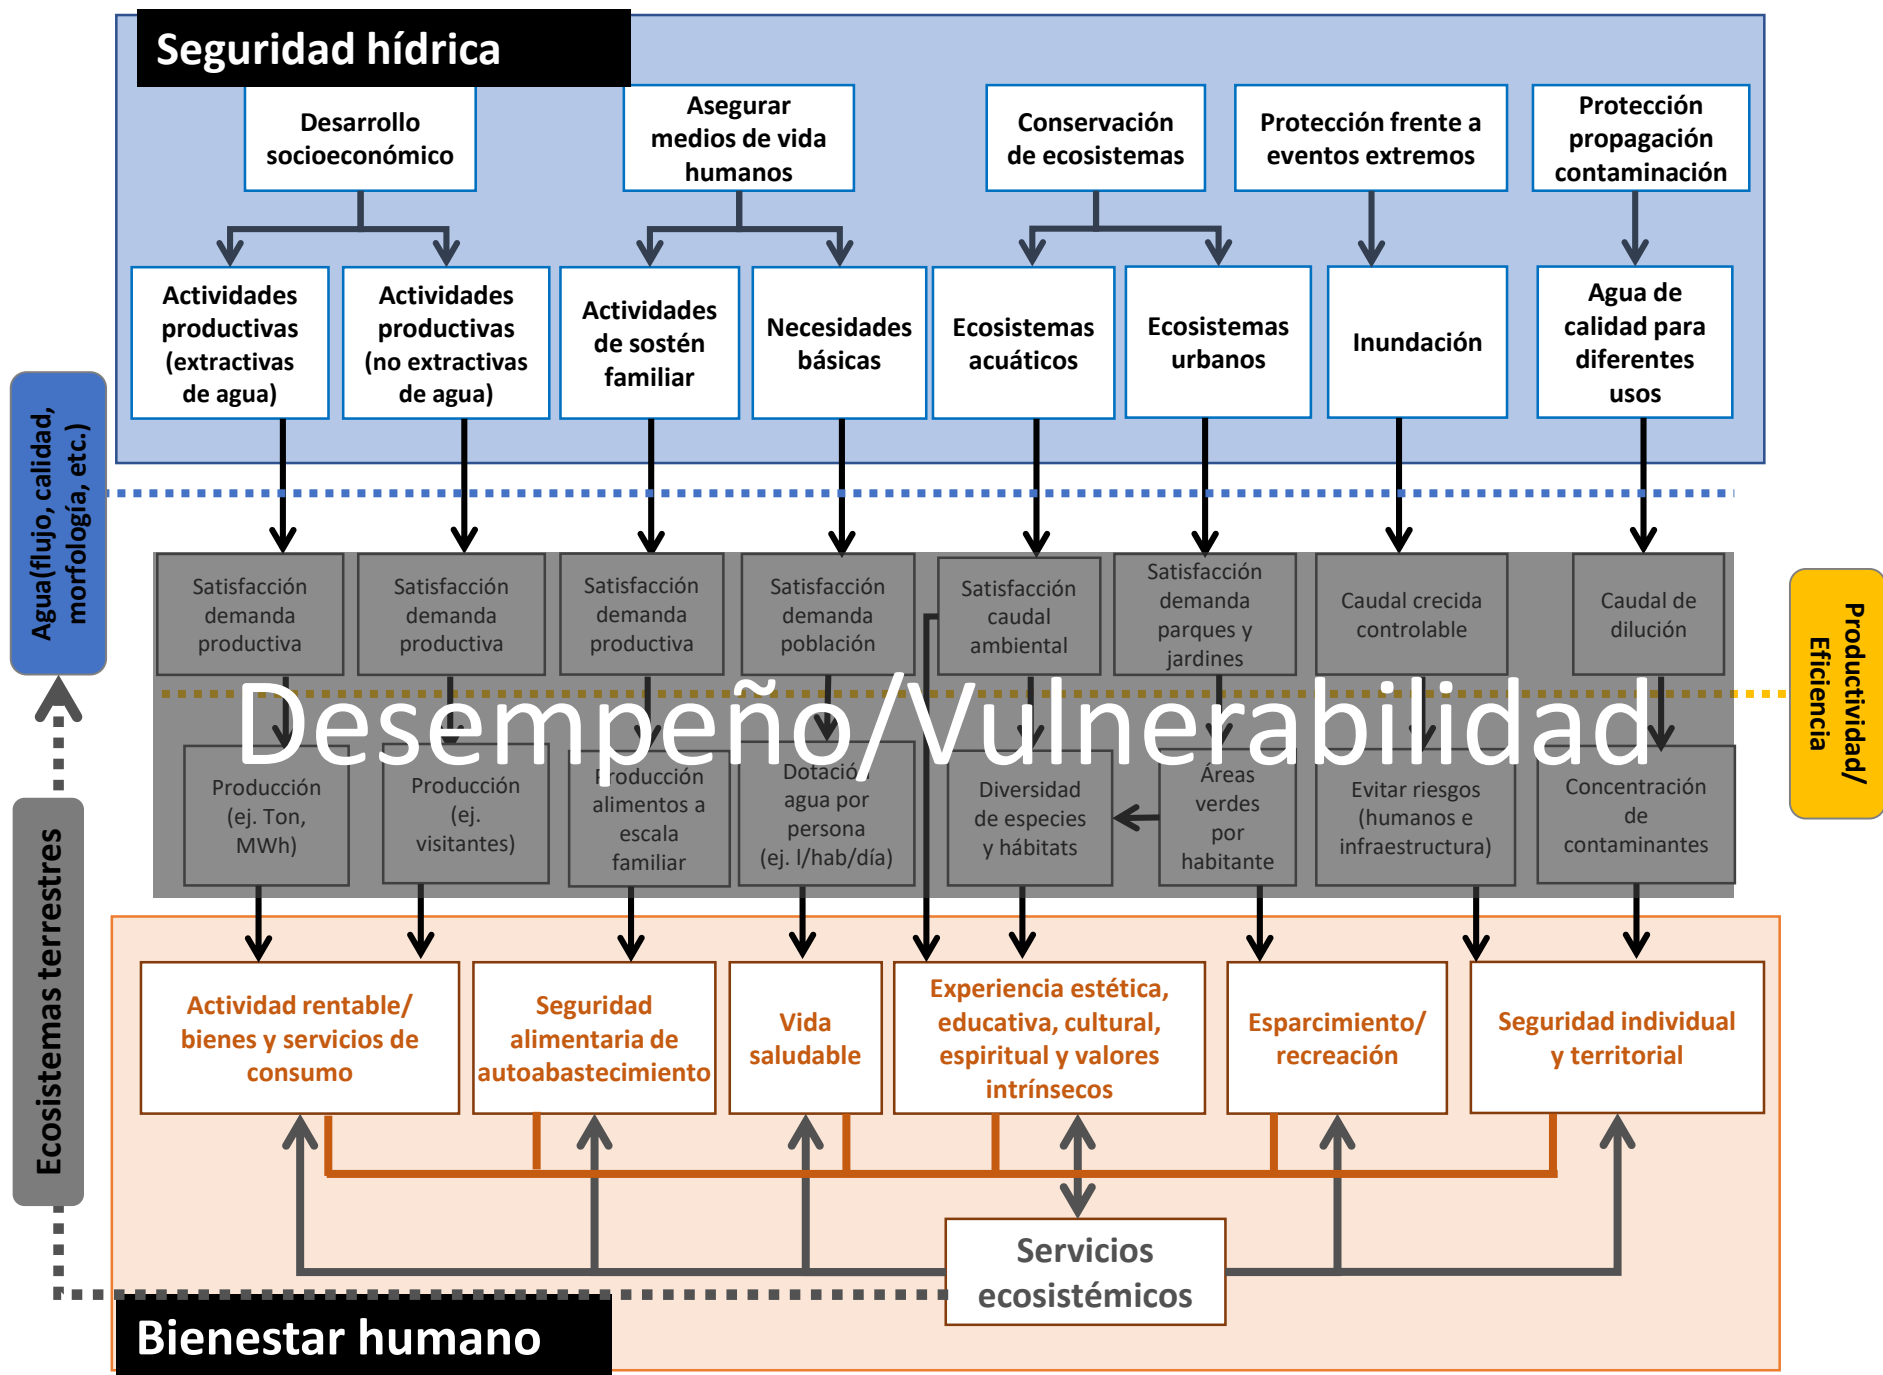 Seguridad hídrica
Desarrollo
socioeconómico
Asegurar
medios de vida
humanos
Conservación
de ecosistemas
Protección frente a
eventos extremos
Protección
propagación
contaminación
Actividades
productivas
(extractivas
de agua)
Actividades
productivas
(no extractivas
de agua)
Actividades
de sostén
familiar
Necesidades
básicas
Ecosistemas
acuáticos
Ecosistemas
urbanos
Inundación
Agua de
calidad para
diferentes
usos
Agua(flujo, calidad,
morfología, etc.)
Satisfacción
demanda
productiva
Satisfacción
demanda
productiva
Satisfacción
demanda
productiva
Satisfacción
demanda
población
Satisfacción
caudal
ambiental
Satisfacción
demanda
parques y
jardines
Caudal crecida
controlable
Caudal de
dilución
Productividad/
Eficiencia
Desempeño/Vulnerabilidad
Producción
(ej. Ton,
MWh)
Producción
(ej.
visitantes)
Producción
alimentos a
escala
familiar
Dotación
agua por
persona
(ej. l/hab/día)
Diversidad
de especies
y hábitats
Áreas
verdes
por
habitante
Evitar riesgos
(humanos e
infraestructura)
Concentración
de
contaminantes
Ecosistemas terrestres
Actividad rentable/
bienes y servicios de
consumo
Seguridad
alimentaria de
autoabastecimiento
Vida
saludable
Experiencia estética,
educativa, cultural,
espiritual y valores
intrínsecos
Esparcimiento/
recreación
Seguridad individual
y territorial
Servicios
ecosistémicos
Bienestar humano